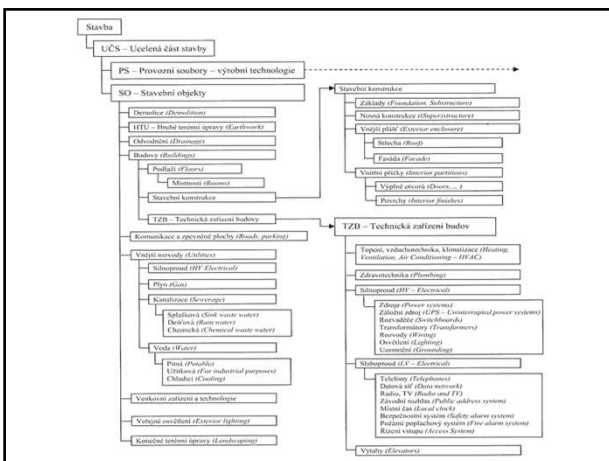 Stavba
UČS – Ucelená část stavby
PS – Provozní soubory – výrobní technologie
SO – Stavební objekty
Demolice (Demolition)
HTU – Hrubé terénní úpravy (Earthwork)
Odvodnění (Drainage)
Budovy (Buildings)
Podlaží (Floors)
Místnosti (Rooms)
Stavební konstrukce
TZB – Technická zařízení budovy
Komunikace a zpevněné plochy (Roads, parking)
Vnější rozvody (Utilities)
Silnoproud (HV Electrical)
Plyn (Gas)
Kanalizace (Sewerage)
Splašková (Sink waste water)
Dešťová (Rain water)
Chemická (Chemical waste water)
Voda (Water)
Pitná (Potable)
Užitková (For industrial purposes)
Chladicí (Cooling)
Venkovní zařízení a technologie
Veřejné osvětlení (Exterior lighting)
Konečné terénní úpravy (Landscaping)
Stavební konstrukce
Základy (Foundation, Substructure)
Nosná konstrukce (Superstructure)
Vnější plášť (Exterior enclosure)
Střecha (Roof)
Fasáda (Facade)
Vnitřní příčky (Interior partitions)
Výplně otvorů (Doors,...)
Povrchy (Interior finishes)
TZB – Technická zařízení budov
Topení, vzduchotechnika, klimatizace (Heating,
Ventilation, Air Conditioning – HVAC)
Zdravotechnika (Plumbing)
Silnoproud (HV – Electrical)
Zdroje (Power systems)
Záložní zdroj (UPS – Uninterrupted power systems)
Rozvaděče (Switchboards)
Transformátory (Transformers)
Rozvody (Wiring)
Osvětlení (Lighting)
Uzemnění (Grounding)
Slaboproud (LV – Electrical)
Telefony (Telephones)
Datová síť (Data network)
Radio, TV (Radio and TV)
Závodní rozhlas (Public address system)
Místní čas (Local clock)
Bezpečnostní systém (Safety alarm system)
Požární poplachový systém (Fire alarm system)
Řízení vstupu (Access System)
Výtahy (Elevators)